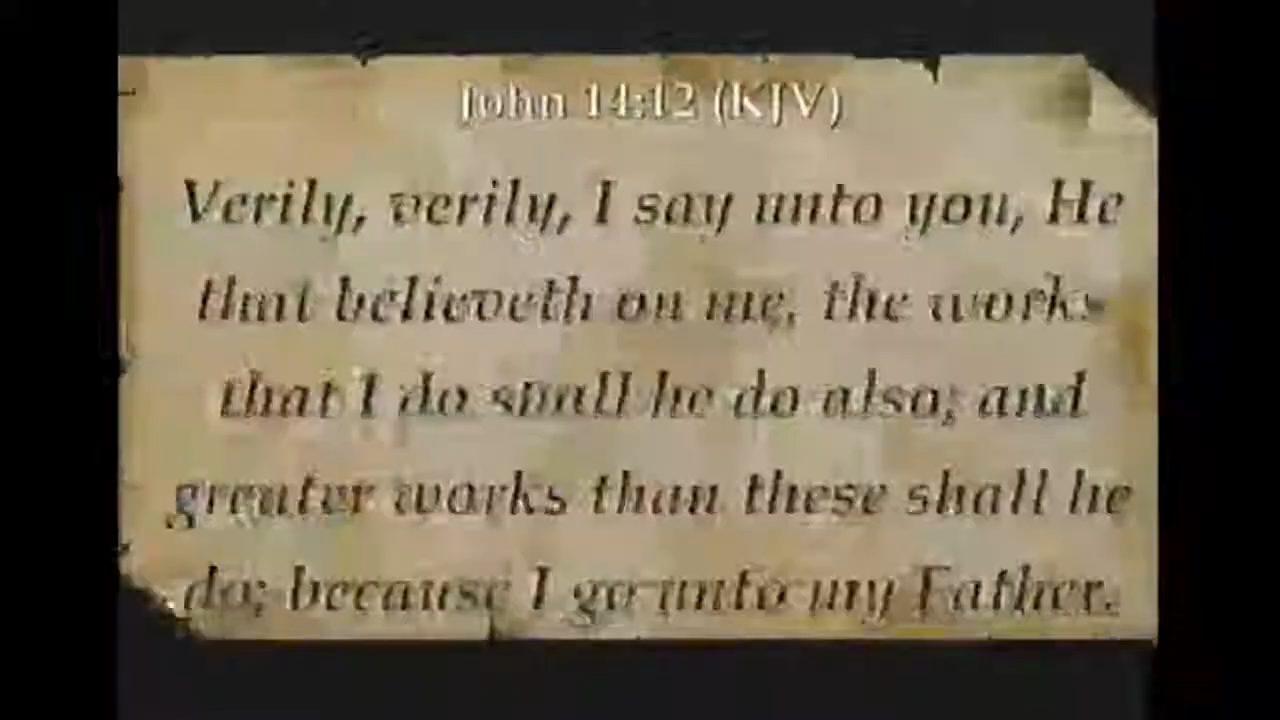 John 14:12 (KJV)
Verily, verily, I say unto you, He
that believeth on me, the works
that I do shall he do also; and
greater works than these shall he
do; because I go unto my Father.